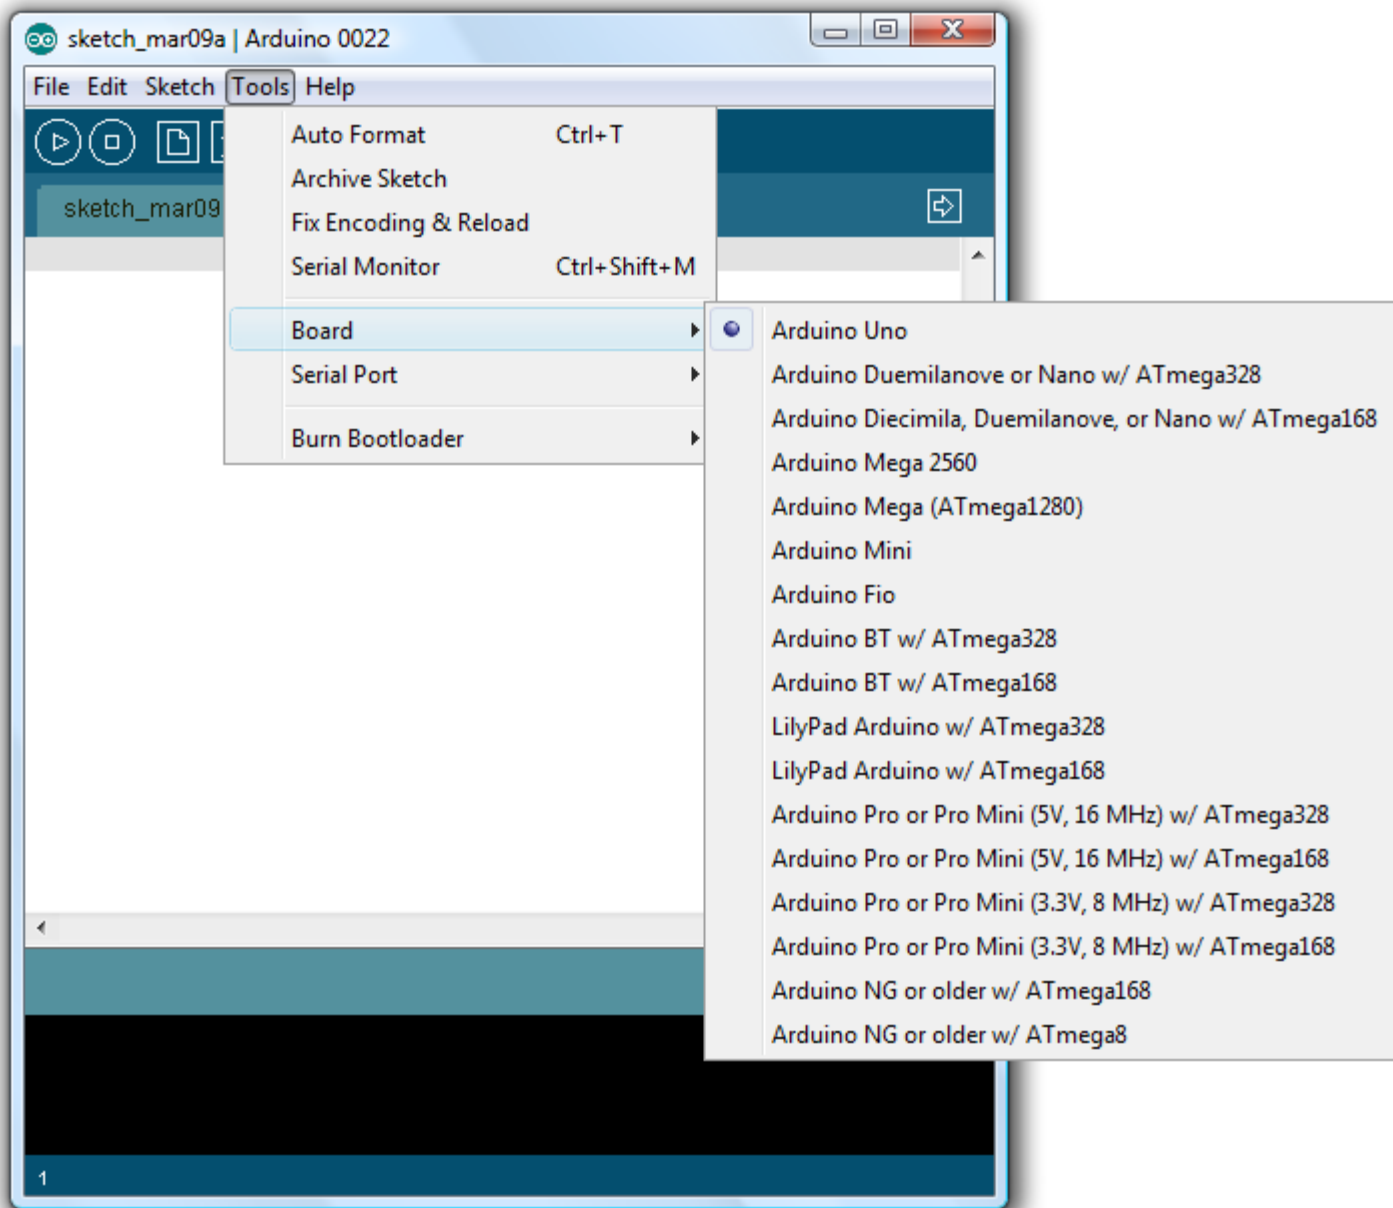 sketch_mar09a | Arduino 0022
File Edit Sketch Tools Help
sketch_mar09
Auto Format Ctrl+T
Archive Sketch
Fix Encoding & Reload
Serial Monitor Ctrl+Shift+M
Board
Serial Port
Burn Bootloader
Arduino Uno
Arduino Duemilanove or Nano w/ ATmega328
Arduino Diecimila, Duemilanove, or Nano w/ ATmega168
Arduino Mega 2560
Arduino Mega (ATmega1280)
Arduino Mini
Arduino Fio
Arduino BT w/ ATmega328
Arduino BT w/ ATmega168
LilyPad Arduino w/ ATmega328
LilyPad Arduino w/ ATmega168
Arduino Pro or Pro Mini (5V, 16 MHz) w/ ATmega328
Arduino Pro or Pro Mini (5V, 16 MHz) w/ ATmega168
Arduino Pro or Pro Mini (3.3V, 8 MHz) w/ ATmega328
Arduino Pro or Pro Mini (3.3V, 8 MHz) w/ ATmega168
Arduino NG or older w/ ATmega168
Arduino NG or older w/ ATmega8
1